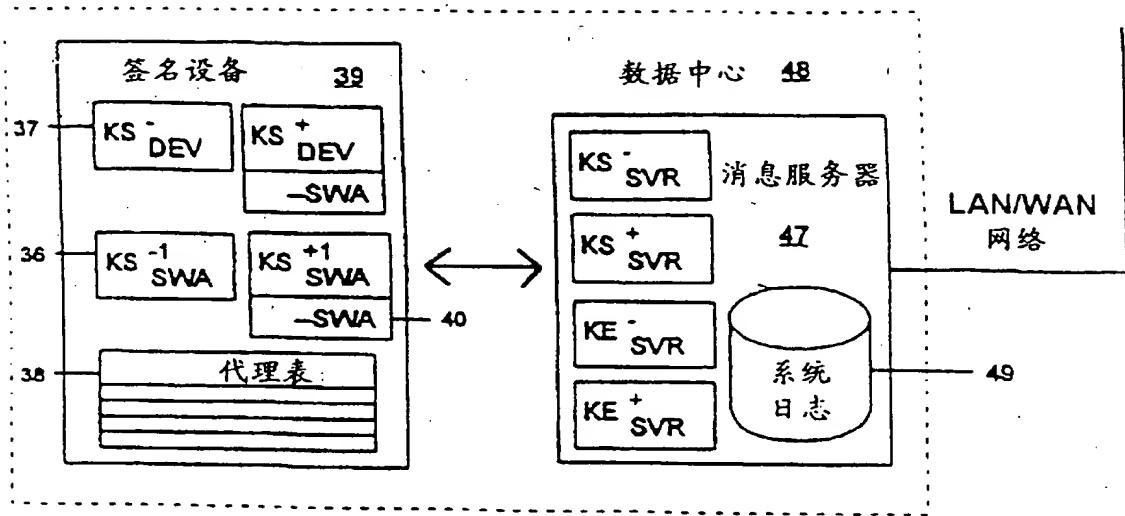 签名设备 39
37
KS - DEV
KS + DEV
–SWA
36
KS -1 SWA
KS +1 SWA
–SWA
40
38
代理表
数据中心 48
KS - SVR
消息服务器
47
KS + SVR
KE - SVR
KE + SVR
系统
日志
49
LAN/WAN
网络